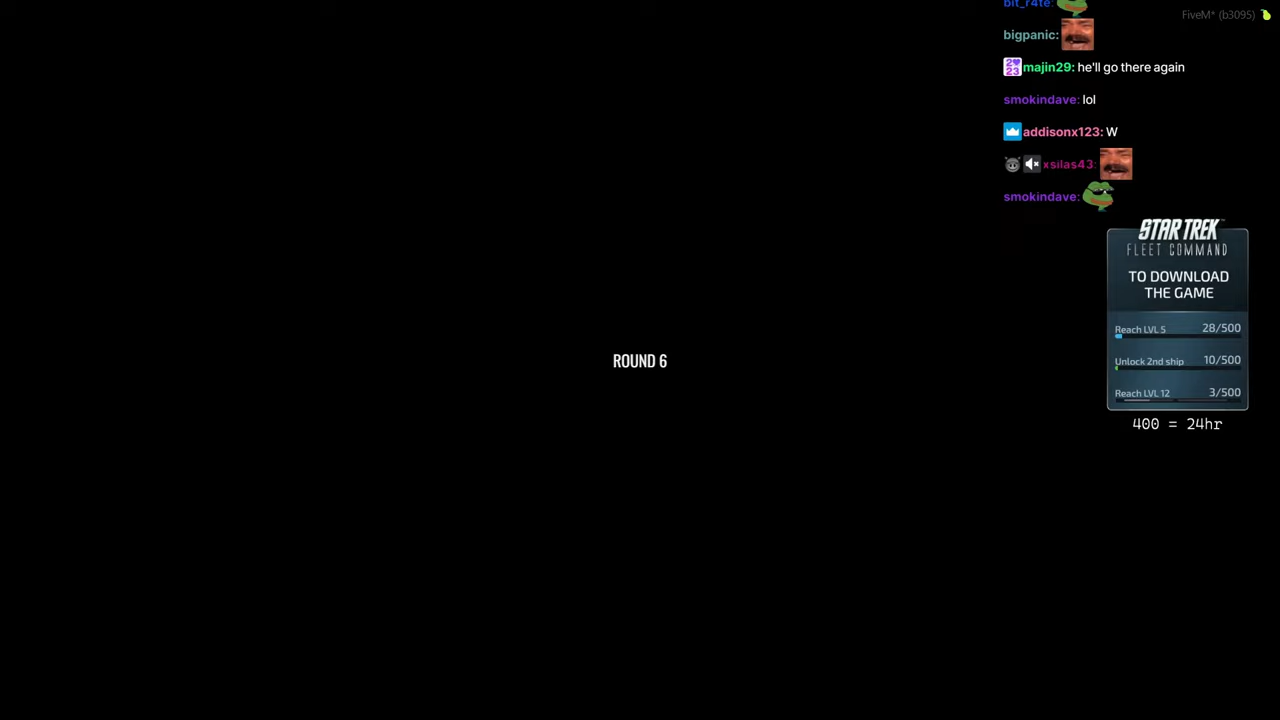 bit_r4te:
FiveM* (b3095)
bigpanic:
majin29: he'll go there again
smokindave: lol
addisonx123: W
xsilas43:
smokindave:
STAR TREK
FLEET COMMAND
TO DOWNLOAD
THE GAME
Reach LVL 5 28/500
Unlock 2nd ship 10/500
Reach LVL 12 3/500
400 = 24hr
ROUND 6